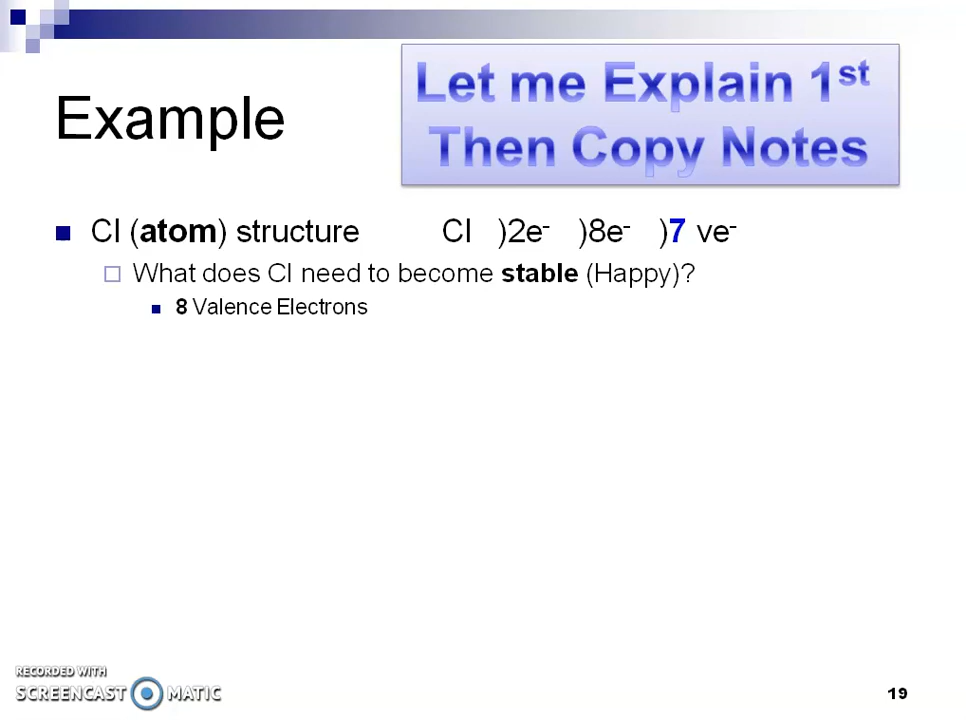 Let me Explain 1st
Then Copy Notes
Example
Cl (atom) structure Cl )2e- )8e- )7 ve-
What does Cl need to become stable (Happy)?
8 Valence Electrons
RECORDED WITH
SCREENCAST MATIC
19